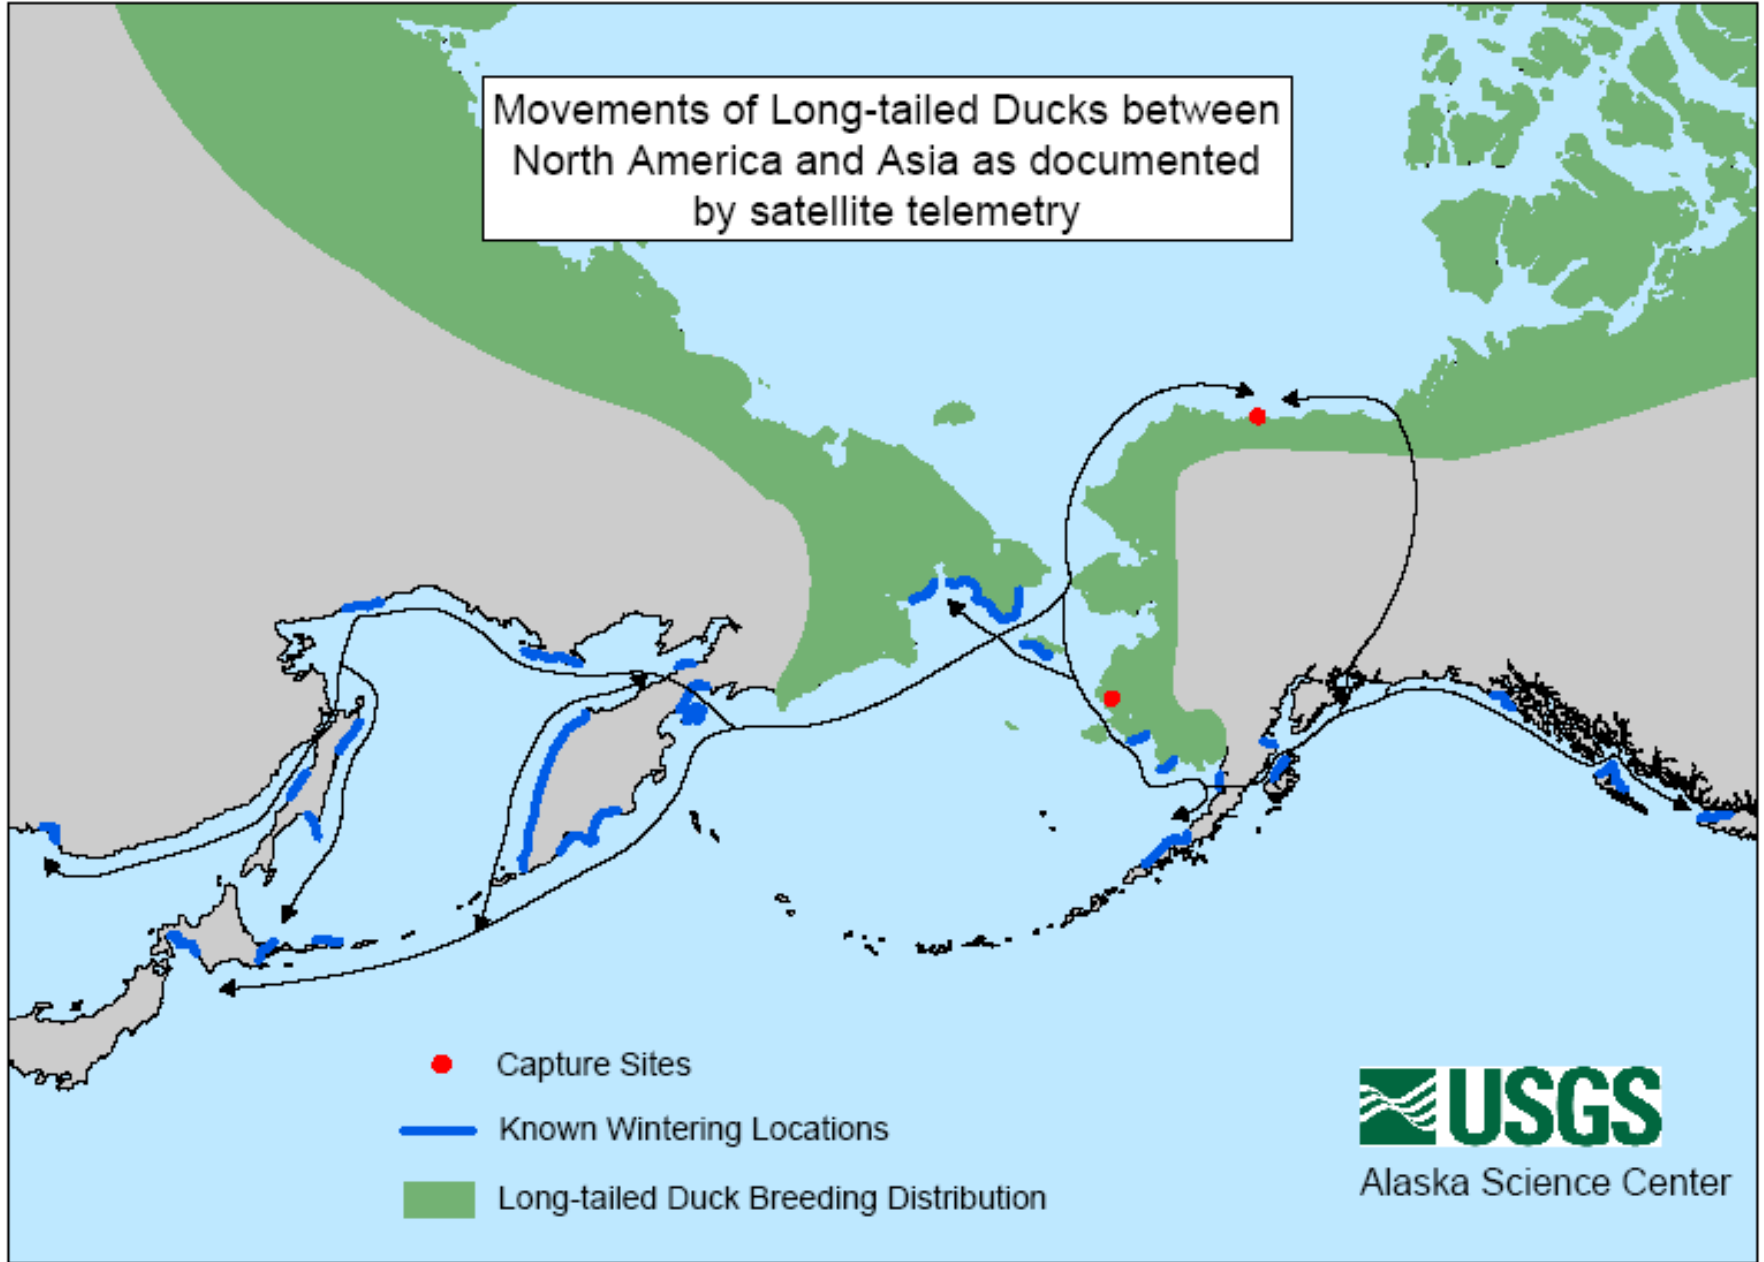 Movements of Long-tailed Ducks between
North America and Asia as documented
by satellite telemetry
Capture Sites
Known Wintering Locations
Long-tailed Duck Breeding Distribution
USGS
Alaska Science Center